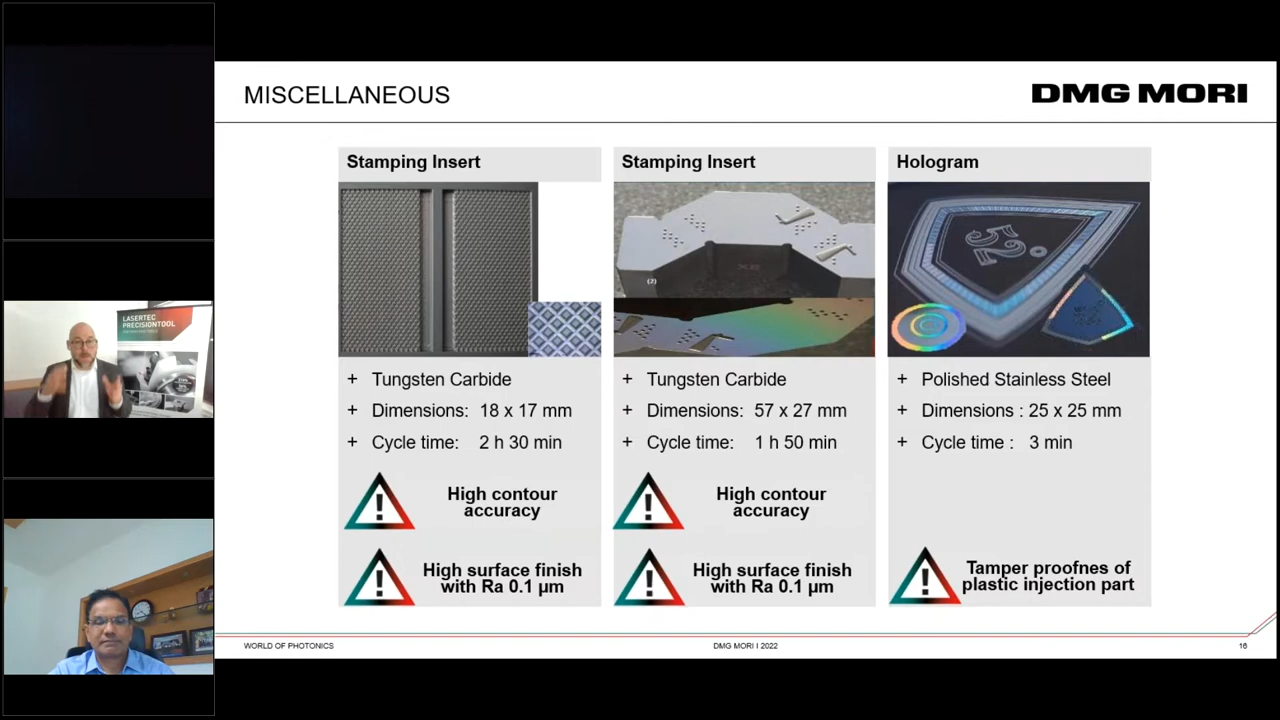 MISCELLANEOUS
DMG MORI
Stamping Insert
(2)
+ Tungsten Carbide
+ Dimensions: 18 x 17 mm
+ Cycle time: 2 h 30 min
High contour
accuracy
High surface finish
with Ra 0.1 µm
Stamping Insert
+ Tungsten Carbide
+ Dimensions: 57 x 27 mm
+ Cycle time: 1 h 50 min
High contour
accuracy
High surface finish
with Ra 0.1 µm
Hologram
52°
+ Polished Stainless Steel
+ Dimensions : 25 x 25 mm
+ Cycle time : 3 min
Tamper proofnes of
plastic injection part
LASERTEC
PRECISIONTOOL
WORLD OF PHOTONICS
DMG MORI I 2022
16